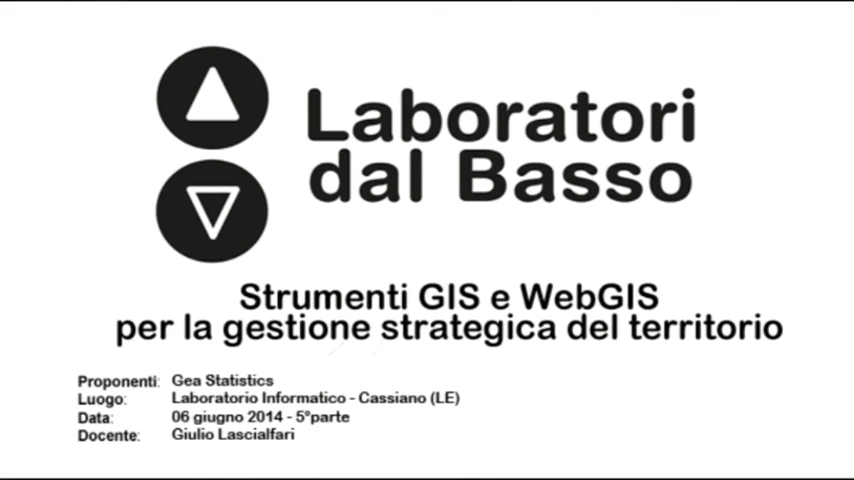 Laboratori
dal Basso
Strumenti GIS e WebGIS
per la gestione strategica del territorio
Proponenti: Gea Statistics
Luogo: Laboratorio Informatico - Cassiano (LE)
Data: 06 giugno 2014 - 5°parte
Docente: Giulio Lascialfari